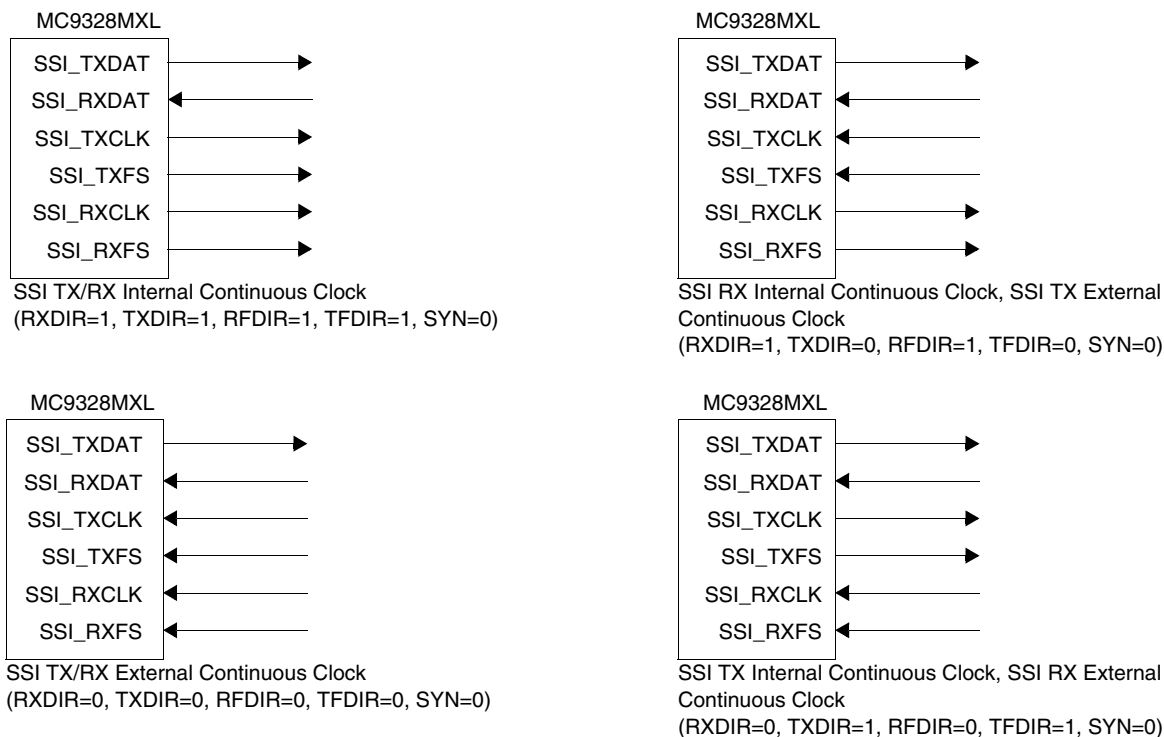 MC9328MXL
SSI_TXDAT
SSI_RXDAT
SSI_TXCLK
SSI_TXFS
SSI_RXCLK
SSI_RXFS
SSI TX/RX Internal Continuous Clock
(RXDIR=1, TXDIR=1, RFDIR=1, TFDIR=1, SYN=0)
MC9328MXL
SSI_TXDAT
SSI_RXDAT
SSI_TXCLK
SSI_TXFS
SSI_RXCLK
SSI_RXFS
SSI RX Internal Continuous Clock, SSI TX External
Continuous Clock
(RXDIR=1, TXDIR=0, RFDIR=1, TFDIR=0, SYN=0)
MC9328MXL
SSI_TXDAT
SSI_RXDAT
SSI_TXCLK
SSI_TXFS
SSI_RXCLK
SSI_RXFS
SSI TX/RX External Continuous Clock
(RXDIR=0, TXDIR=0, RFDIR=0, TFDIR=0, SYN=0)
MC9328MXL
SSI_TXDAT
SSI_RXDAT
SSI_TXCLK
SSI_TXFS
SSI_RXCLK
SSI_RXFS
SSI TX Internal Continuous Clock, SSI RX External
Continuous Clock
(RXDIR=0, TXDIR=1, RFDIR=0, TFDIR=1, SYN=0)